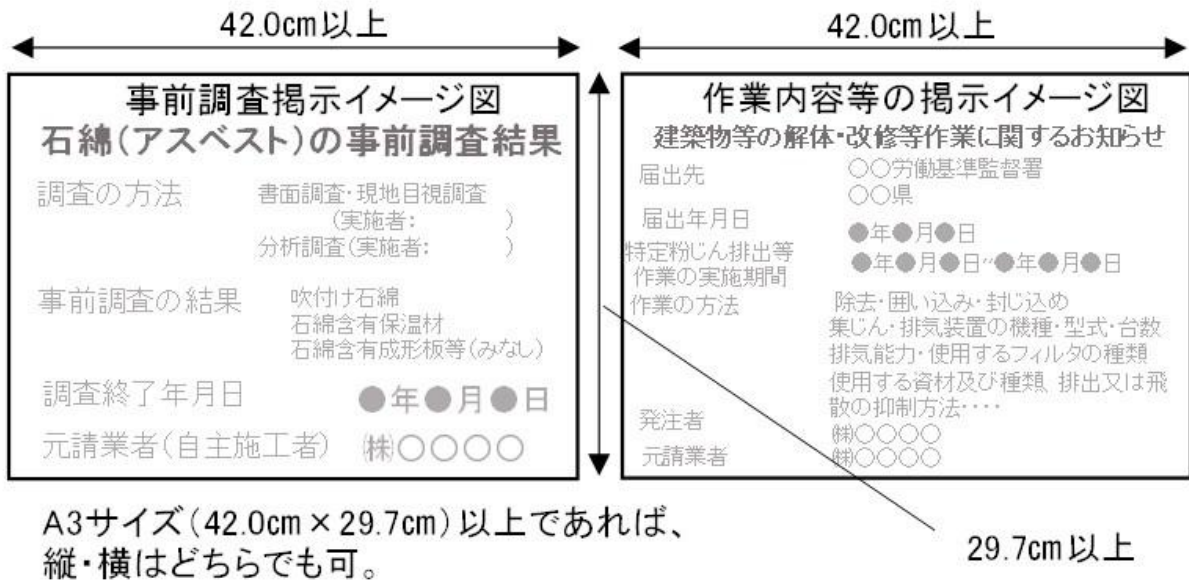 42.0cm以上
事前調査掲示イメージ図
石綿(アスベスト)の事前調査結果
調査の方法 書面調査・現地目視調査
(実施者: )
分析調査(実施者: )
事前調査の結果 吹付け石綿
石綿含有保温材
石綿含有成形板等(みなし)
調査終了年月日 ●年●月●日
元請業者(自主施工者) ㈱○○○○
42.0cm以上
作業内容等の掲示イメージ図
建築物等の解体・改修等作業に関するお知らせ
届出先 ○○労働基準監督署
○○県
届出年月日 ●年●月●日
特定粉じん排出等 ●年●月●日~●年●月●日
作業の実施期間
作業の方法 除去・囲い込み・封じ込め
集じん・排気装置の機種・型式・台数
排気能力・使用するフィルタの種類
使用する資材及び種類、排出又は飛
散の抑制方法‥‥
発注者 ㈱○○○○
元請業者 ㈱○○○○
A3サイズ(42.0cm×29.7cm)以上であれば、
縦・横はどちらでも可。
29.7cm以上